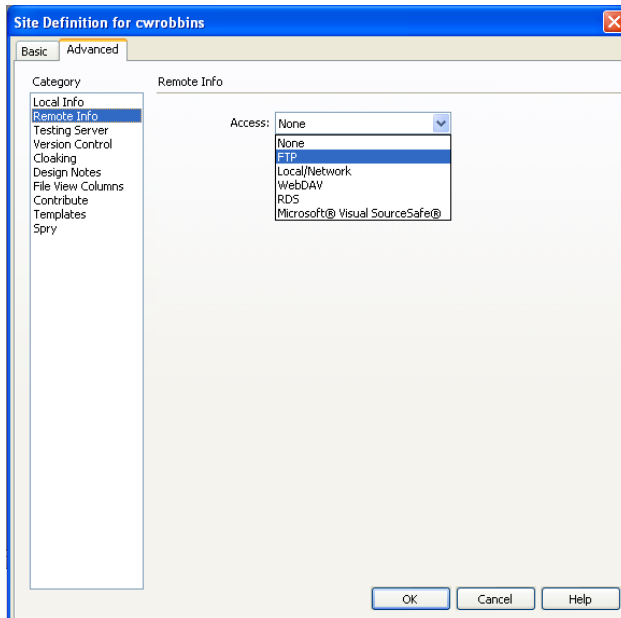 Site Definition for cwrobbins
Basic Advanced
Category
Local Info
Remote Info
Testing Server
Version Control
Cloaking
Design Notes
File View Columns
Contribute
Templates
Spry
Remote Info
Access: None
None
FTP
Local/Network
WebDAV
RDS
Microsoft® Visual SourceSafe®
OK Cancel Help